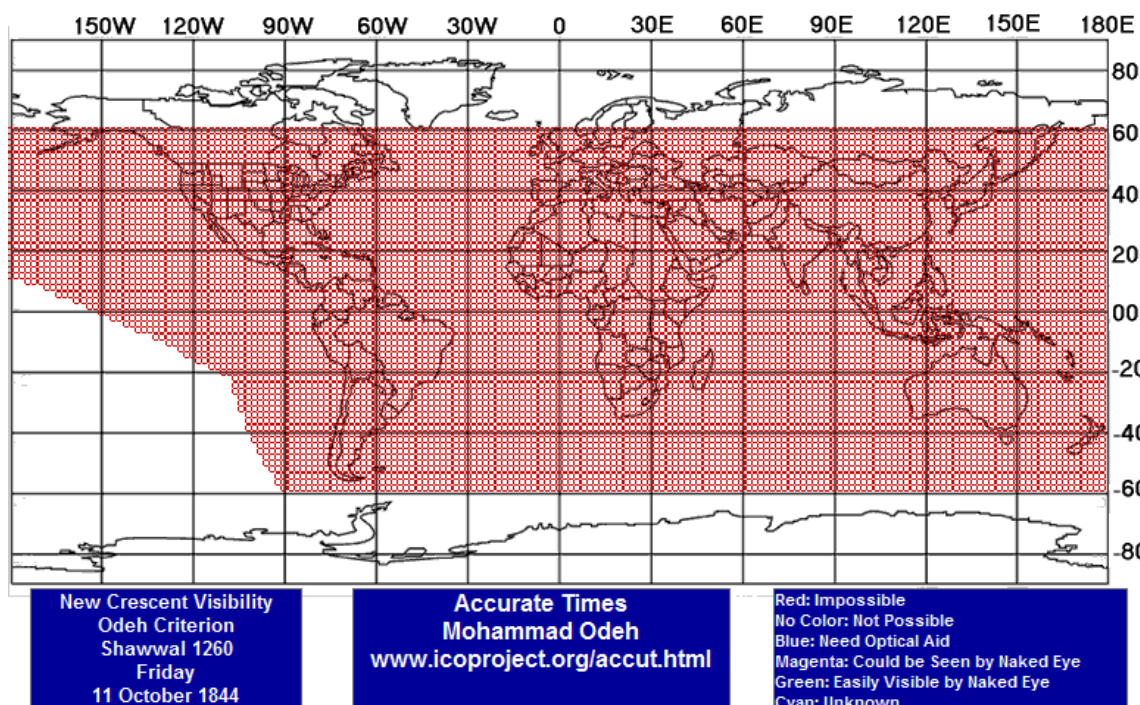 150W 120W 90W 60W 30W 0 30E 60E 90E 120E 150E 180E
80
60
40
20
00
-20
-40
-60
-80
New Crescent Visibility
Odeh Criterion
Shawwal 1260
Friday
11 October 1844
Accurate Times
Mohammad Odeh
www.icoproject.org/accut.html
Red: Impossible
No Color: Not Possible
Blue: Need Optical Aid
Magenta: Could be Seen by Naked Eye
Green: Easily Visible by Naked Eye
Cyan: Unknown